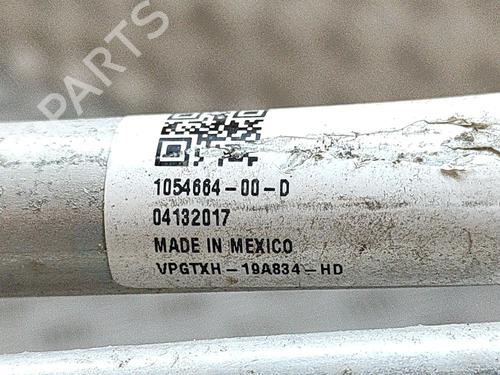 PARTS
1054664-00-D
04132017
MADE IN MEXICO
VPGTXH-19A834-HD